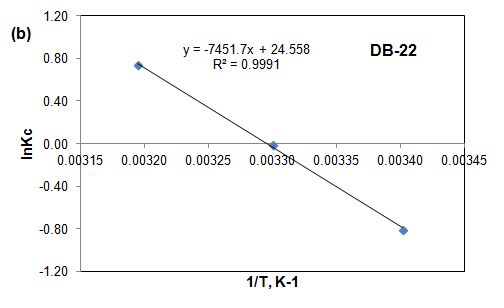 (b)
1.20
0.80
0.40
0.00
-0.40
-0.80
-1.20
lnKc
y = -7451.7x + 24.558
R² = 0.9991
DB-22
0.00315 0.00320 0.00325 0.00330 0.00335 0.00340 0.00345
1/T, K-1